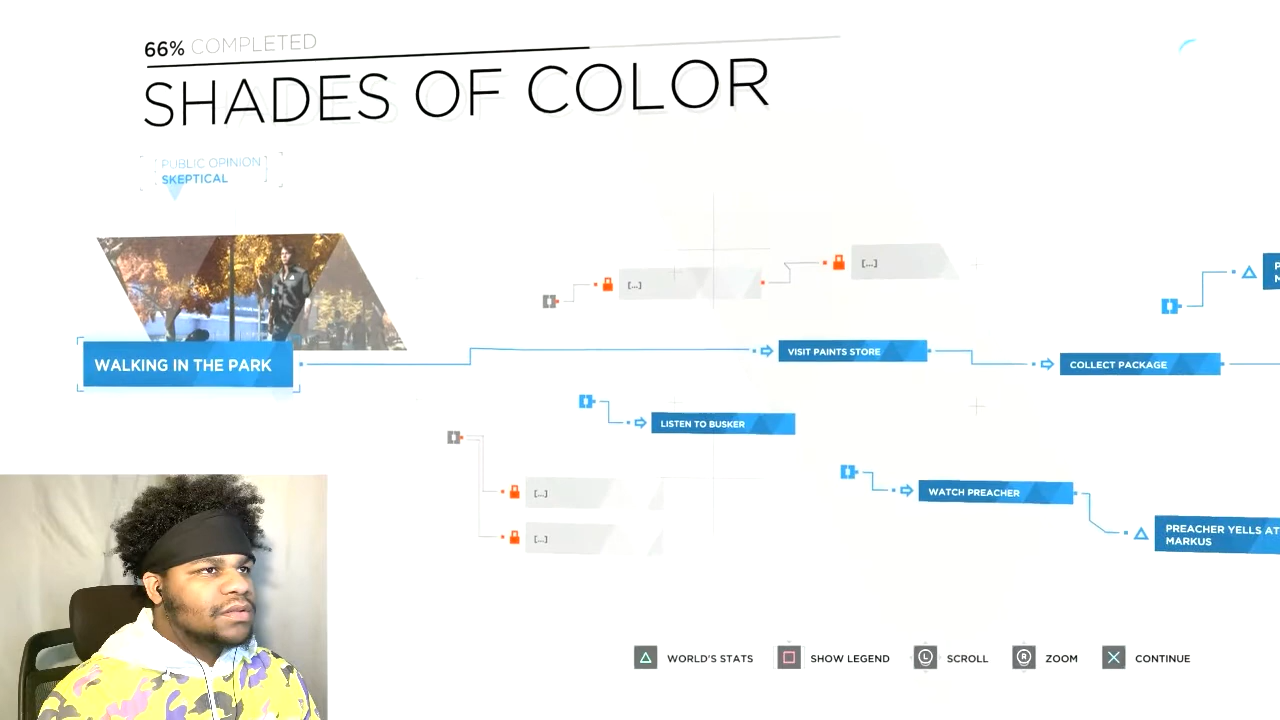 66% COMPLETED
SHADES OF COLOR
PUBLIC OPINION
SKEPTICAL
[...]
[...]
WALKING IN THE PARK
VISIT PAINTS STORE
COLLECT PACKAGE
LISTEN TO BUSKER
[...]
[...]
WATCH PREACHER
PREACHER YELLS AT
MARKUS
WORLD'S STATS
SHOW LEGEND
L
SCROLL
R
ZOOM
CONTINUE